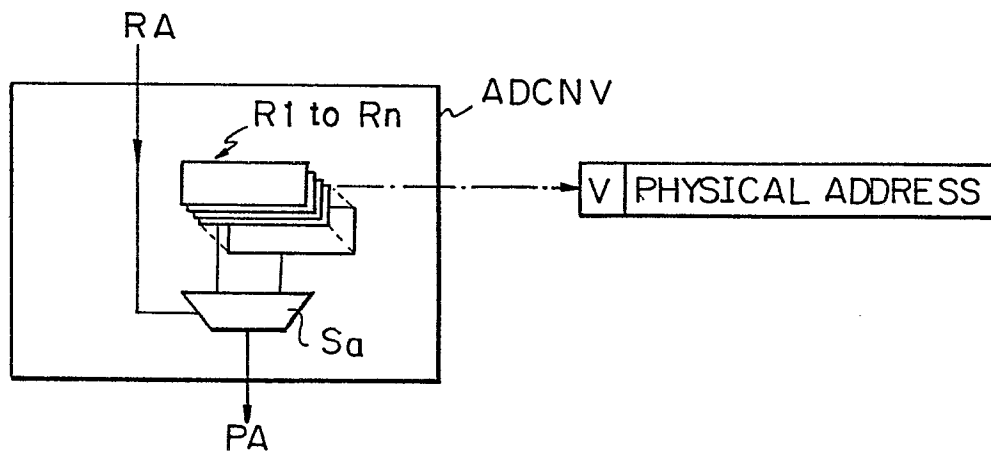 RA
ADCNV
R1 to Rn
V PHYSICAL ADDRESS
Sa
PA